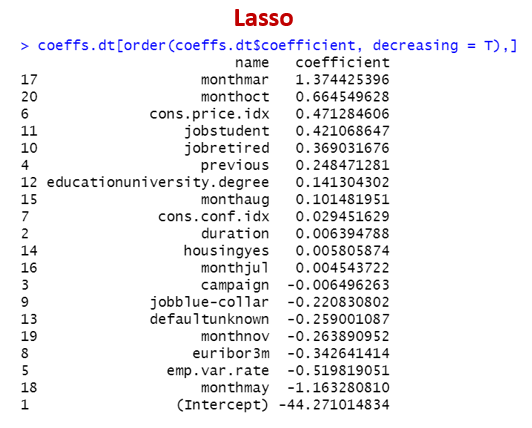 Lasso
> coeffs.dt[order(coeffs.dt$coefficient, decreasing = T),]
name coefficient
17 monthmar 1.374425396
20 monthoct 0.664549628
6 cons.price.idx 0.471284606
11 jobstudent 0.421068647
10 jobretired 0.369031676
4 previous 0.248471281
12 educationuniversity.degree 0.141304302
15 monthaug 0.101481951
7 cons.conf.idx 0.029451629
2 duration 0.006394788
14 housingyes 0.005805874
16 monthjul 0.004543722
3 campaign -0.006496263
9 jobblue-collar -0.220830802
13 defaultunknown -0.259001087
19 monthnov -0.263890952
8 euribor3m -0.342641414
5 emp.var.rate -0.519819051
18 monthmay -1.163280810
1 (Intercept) -44.271014834